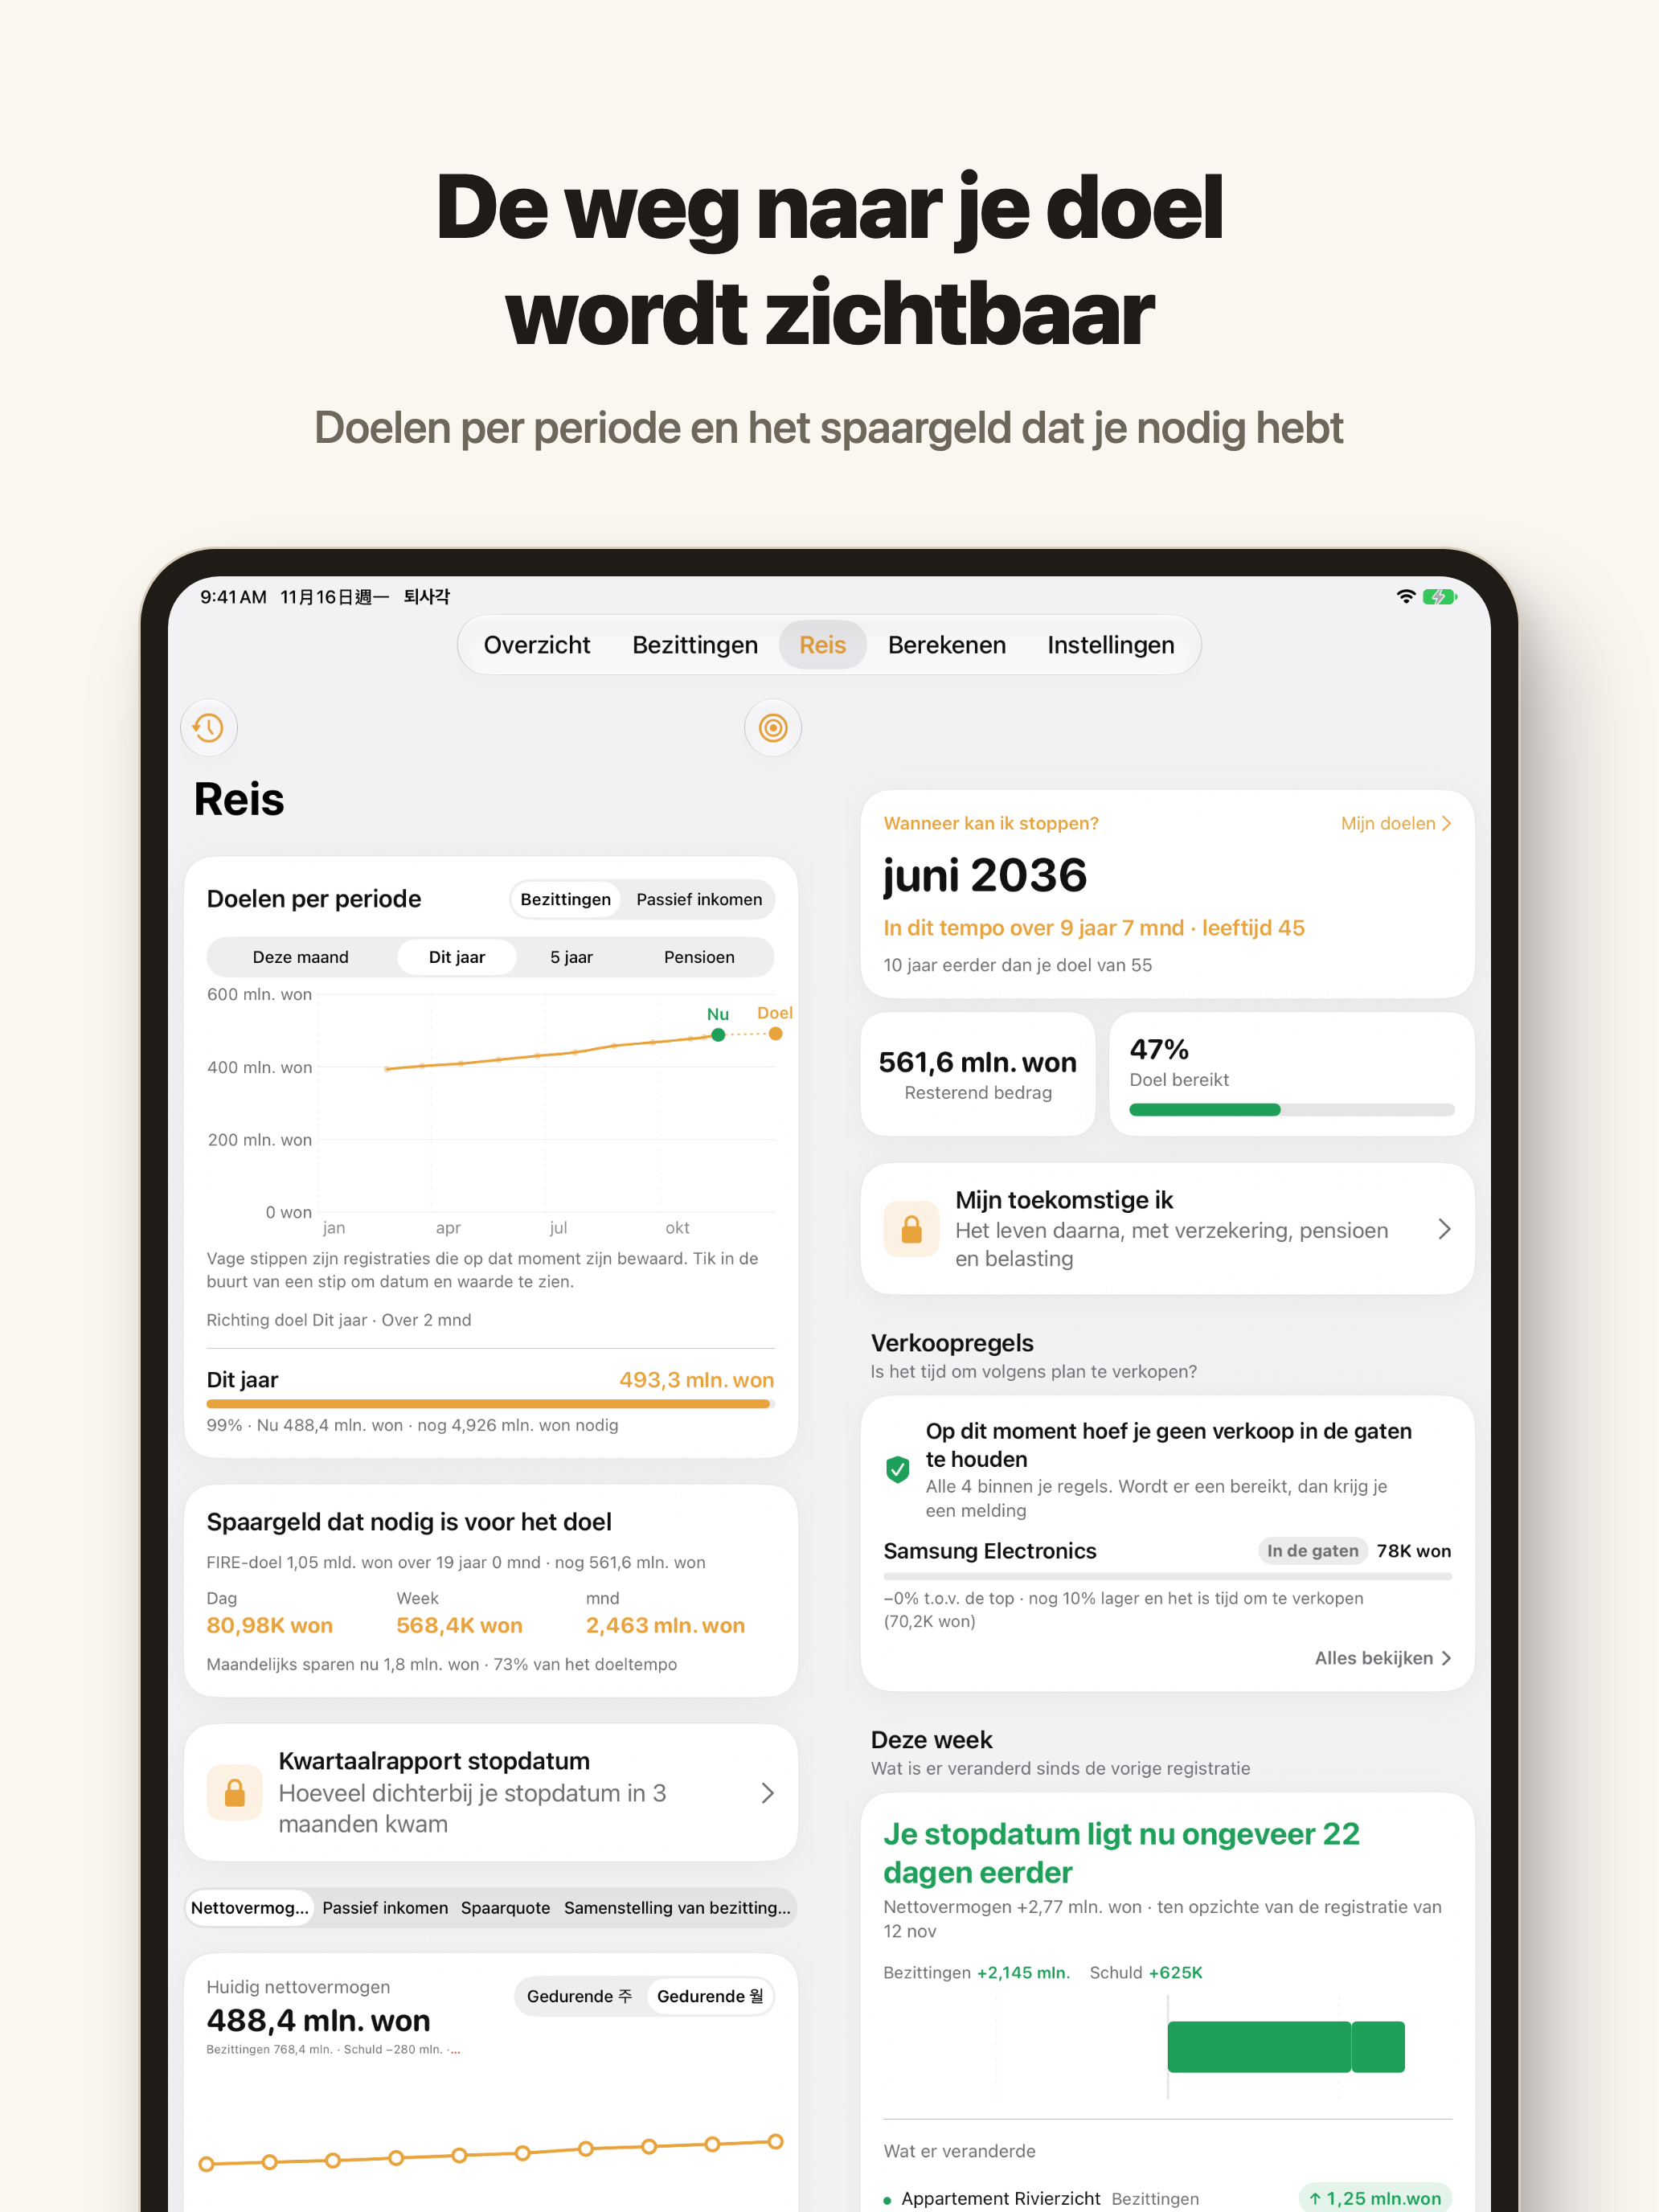 De weg naar je doel
wordt zichtbaar
Doelen per periode en het spaargeld dat je nodig hebt
9:41 AM 11月16日週一 퇴사각
Overzicht Bezittingen Reis Berekenen Instellingen
Reis
Doelen per periode
Bezittingen Passief inkomen
Deze maand Dit jaar 5 jaar Pensioen
600 mln. won
Nu Doel
400 mln. won
200 mln. won
0 won
jan apr jul okt
Vage stippen zijn registraties die op dat moment zijn bewaard. Tik in de
buurt van een stip om datum en waarde te zien.
Richting doel Dit jaar · Over 2 mnd
Dit jaar 493,3 mln. won
99% · Nu 488,4 mln. won · nog 4,926 mln. won nodig
Spaargeld dat nodig is voor het doel
FIRE-doel 1,05 mld. won over 19 jaar 0 mnd · nog 561,6 mln. won
Dag Week mnd
80,98K won 568,4K won 2,463 mln. won
Maandelijks sparen nu 1,8 mln. won · 73% van het doeltempo
Kwartaalrapport stopdatum
Hoeveel dichterbij je stopdatum in 3
maanden kwam
Nettovermog... Passief inkomen Spaarquote Samenstelling van bezitting...
Huidig nettovermogen
488,4 mln. won
Bezittingen 768,4 mln. · Schuld −280 mln. ·...
Gedurende 주 Gedurende 월
Wanneer kan ik stoppen? Mijn doelen
juni 2036
In dit tempo over 9 jaar 7 mnd · leeftijd 45
10 jaar eerder dan je doel van 55
561,6 mln. won
Resterend bedrag
47%
Doel bereikt
Mijn toekomstige ik
Het leven daarna, met verzekering, pensioen
en belasting
Verkoopregels
Is het tijd om volgens plan te verkopen?
Op dit moment hoef je geen verkoop in de gaten
te houden
Alle 4 binnen je regels. Wordt er een bereikt, dan krijg je
een melding
Samsung Electronics In de gaten 78K won
−0% t.o.v. de top · nog 10% lager en het is tijd om te verkopen
(70,2K won)
Alles bekijken
Deze week
Wat is er veranderd sinds de vorige registratie
Je stopdatum ligt nu ongeveer 22
dagen eerder
Nettovermogen +2,77 mln. won · ten opzichte van de registratie van
12 nov
Bezittingen +2,145 mln. Schuld +625K
Wat er veranderde
Appartement Rivierzicht Bezittingen ↑ 1,25 mln.won